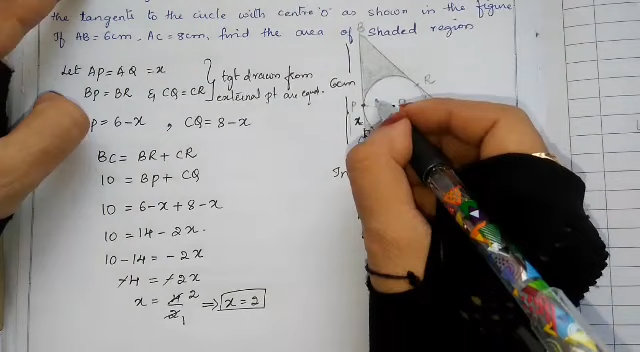 the tangents to the circle with centre 'O' as shown in the figure
If AB=6cm, AC=8cm, find the area of shaded region
Let AP=AQ=x
BP=BR & CQ=CR
tgt drawn from
external pt are equal.
P=6-x, CQ=8-x
BC=BR+CR
10=BP+CQ
10=6-x+8-x
10=14-2x.
10-14=-2x
-4=-2x
x=4/2 2/1 ⇒ x=2
B
6cm
R
P
x
In